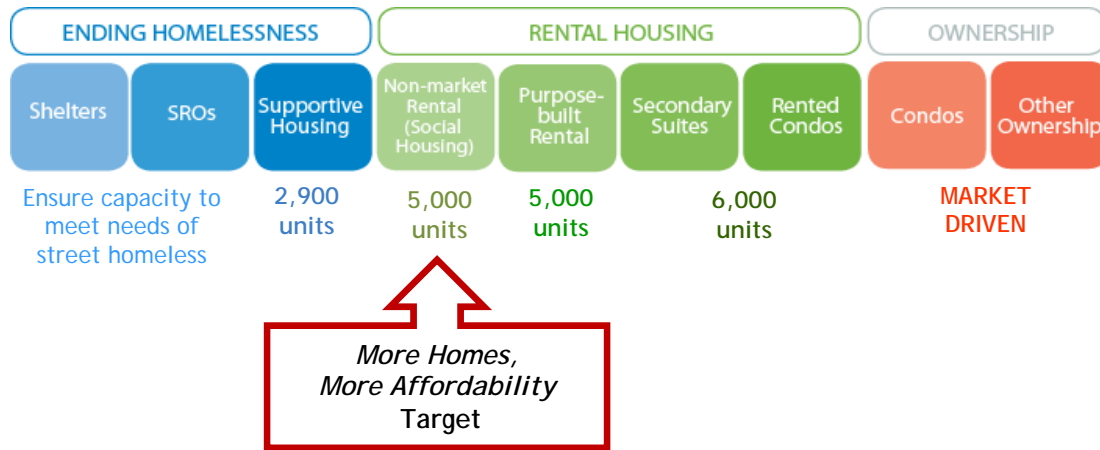 ENDING HOMELESSNESS
RENTAL HOUSING
OWNERSHIP
Shelters
SROs
Supportive
Housing
Non-market
Rental
(Social
Housing)
Purpose-
built
Rental
Secondary
Suites
Rented
Condos
Condos
Other
Ownership
Ensure capacity to
meet needs of
street homeless
2,900
units
5,000
units
5,000
units
6,000
units
MARKET
DRIVEN
More Homes,
More Affordability
Target